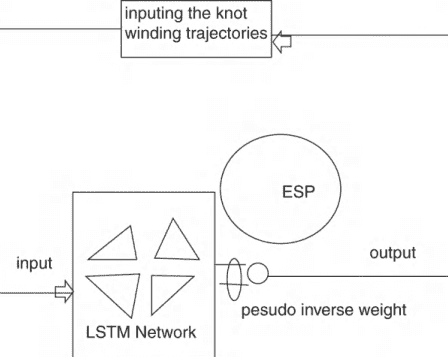 inputing the knot
winding trajectories
ESP
input
output
pesudo inverse weight
LSTM Network